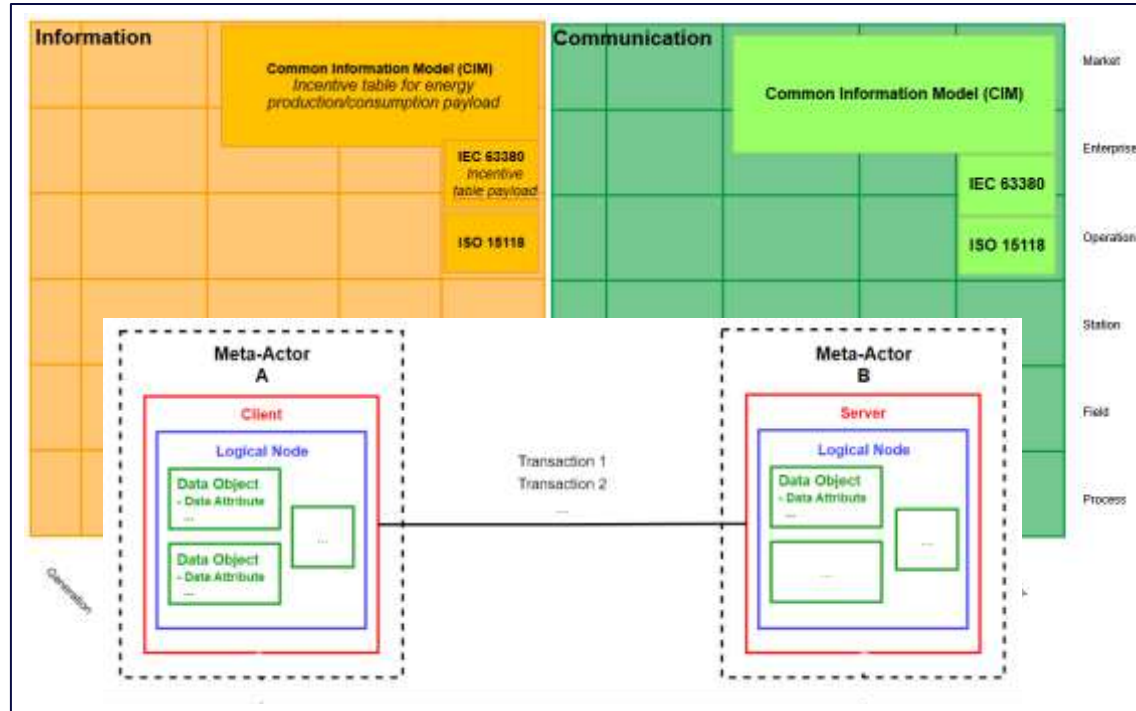 Information
Common Information Model (CIM)
Incentive table for energy
production/consumption payload
IEC 63380
Incentive
table payload
ISO 15118
Communication
Common Information Model (CIM)
IEC 63380
ISO 15118
Market
Enterprise
Operation
Station
Field
Process
Generation
Meta-Actor
A
Client
Logical Node
Data Object
- Data Attribute
...
Data Object
- Data Attribute
...
...
Transaction 1
Transaction 2
...
Meta-Actor
B
Server
Logical Node
Data Object
- Data Attribute
...
...
...